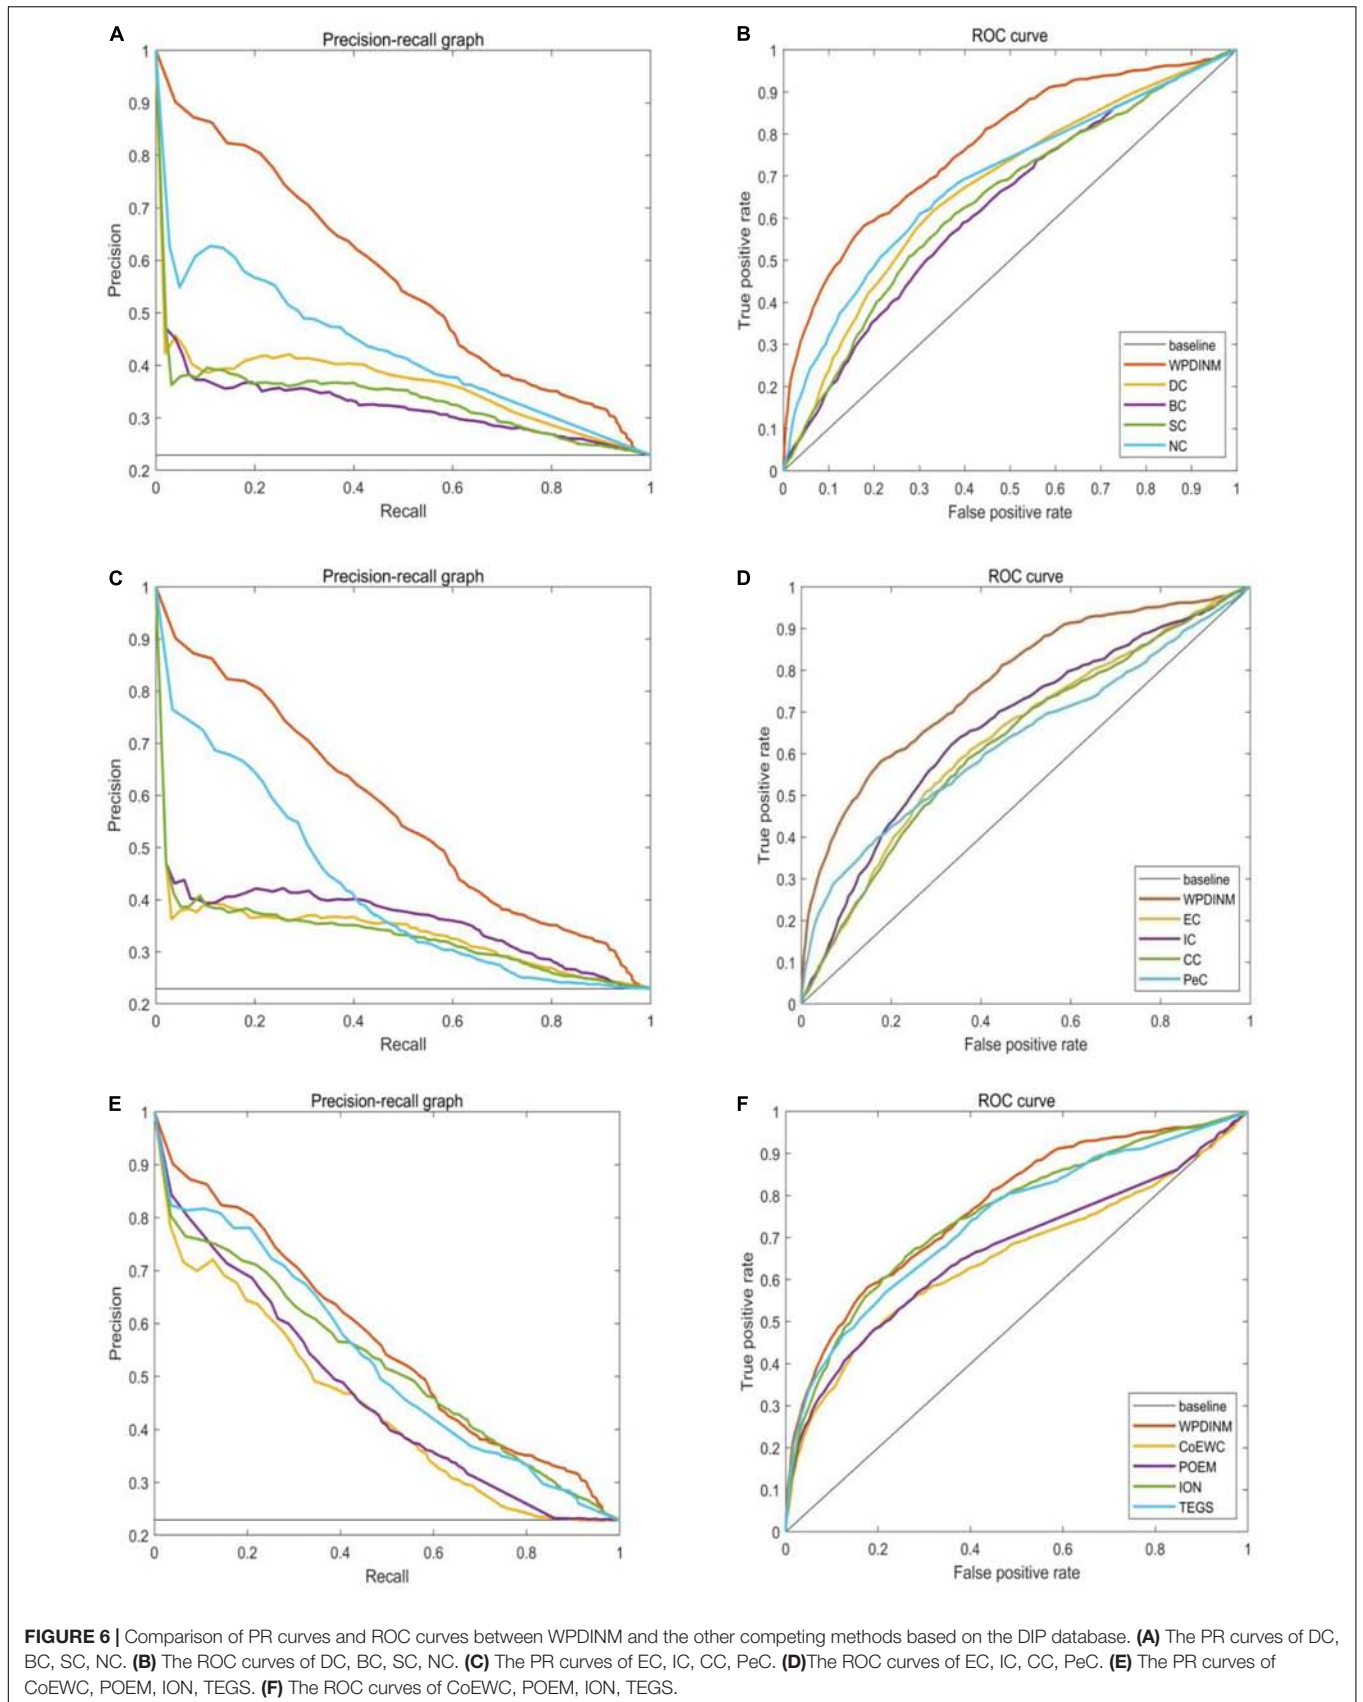 A
Precision-recall graph
1
0.9
0.8
0.7
0.6
0.5
0.4
0.3
0.2
Precision
0 0.2 0.4 0.6 0.8 1
Recall
B
ROC curve
1
0.9
0.8
0.7
0.6
0.5
0.4
0.3
0.2
0.1
0
True positive rate
baseline
WPDINM
DC
BC
SC
NC
0 0.1 0.2 0.3 0.4 0.5 0.6 0.7 0.8 0.9 1
False positive rate
C
Precision-recall graph
1
0.9
0.8
0.7
0.6
0.5
0.4
0.3
0.2
Precision
0 0.2 0.4 0.6 0.8 1
Recall
D
ROC curve
1
0.9
0.8
0.7
0.6
0.5
0.4
0.3
0.2
0.1
0
True positive rate
baseline
WPDINM
EC
IC
CC
PeC
0 0.2 0.4 0.6 0.8 1
False positive rate
E
Precision-recall graph
1
0.9
0.8
0.7
0.6
0.5
0.4
0.3
0.2
Precision
0 0.2 0.4 0.6 0.8 1
Recall
F
ROC curve
1
0.9
0.8
0.7
0.6
0.5
0.4
0.3
0.2
0.1
0
True positive rate
baseline
WPDINM
CoEWC
POEM
ION
TEGS
0 0.2 0.4 0.6 0.8 1
False positive rate
FIGURE 6 | Comparison of PR curves and ROC curves between WPDINM and the other competing methods based on the DIP database. (A) The PR curves of DC,
BC, SC, NC. (B) The ROC curves of DC, BC, SC, NC. (C) The PR curves of EC, IC, CC, PeC. (D)The ROC curves of EC, IC, CC, PeC. (E) The PR curves of
CoEWC, POEM, ION, TEGS. (F) The ROC curves of CoEWC, POEM, ION, TEGS.